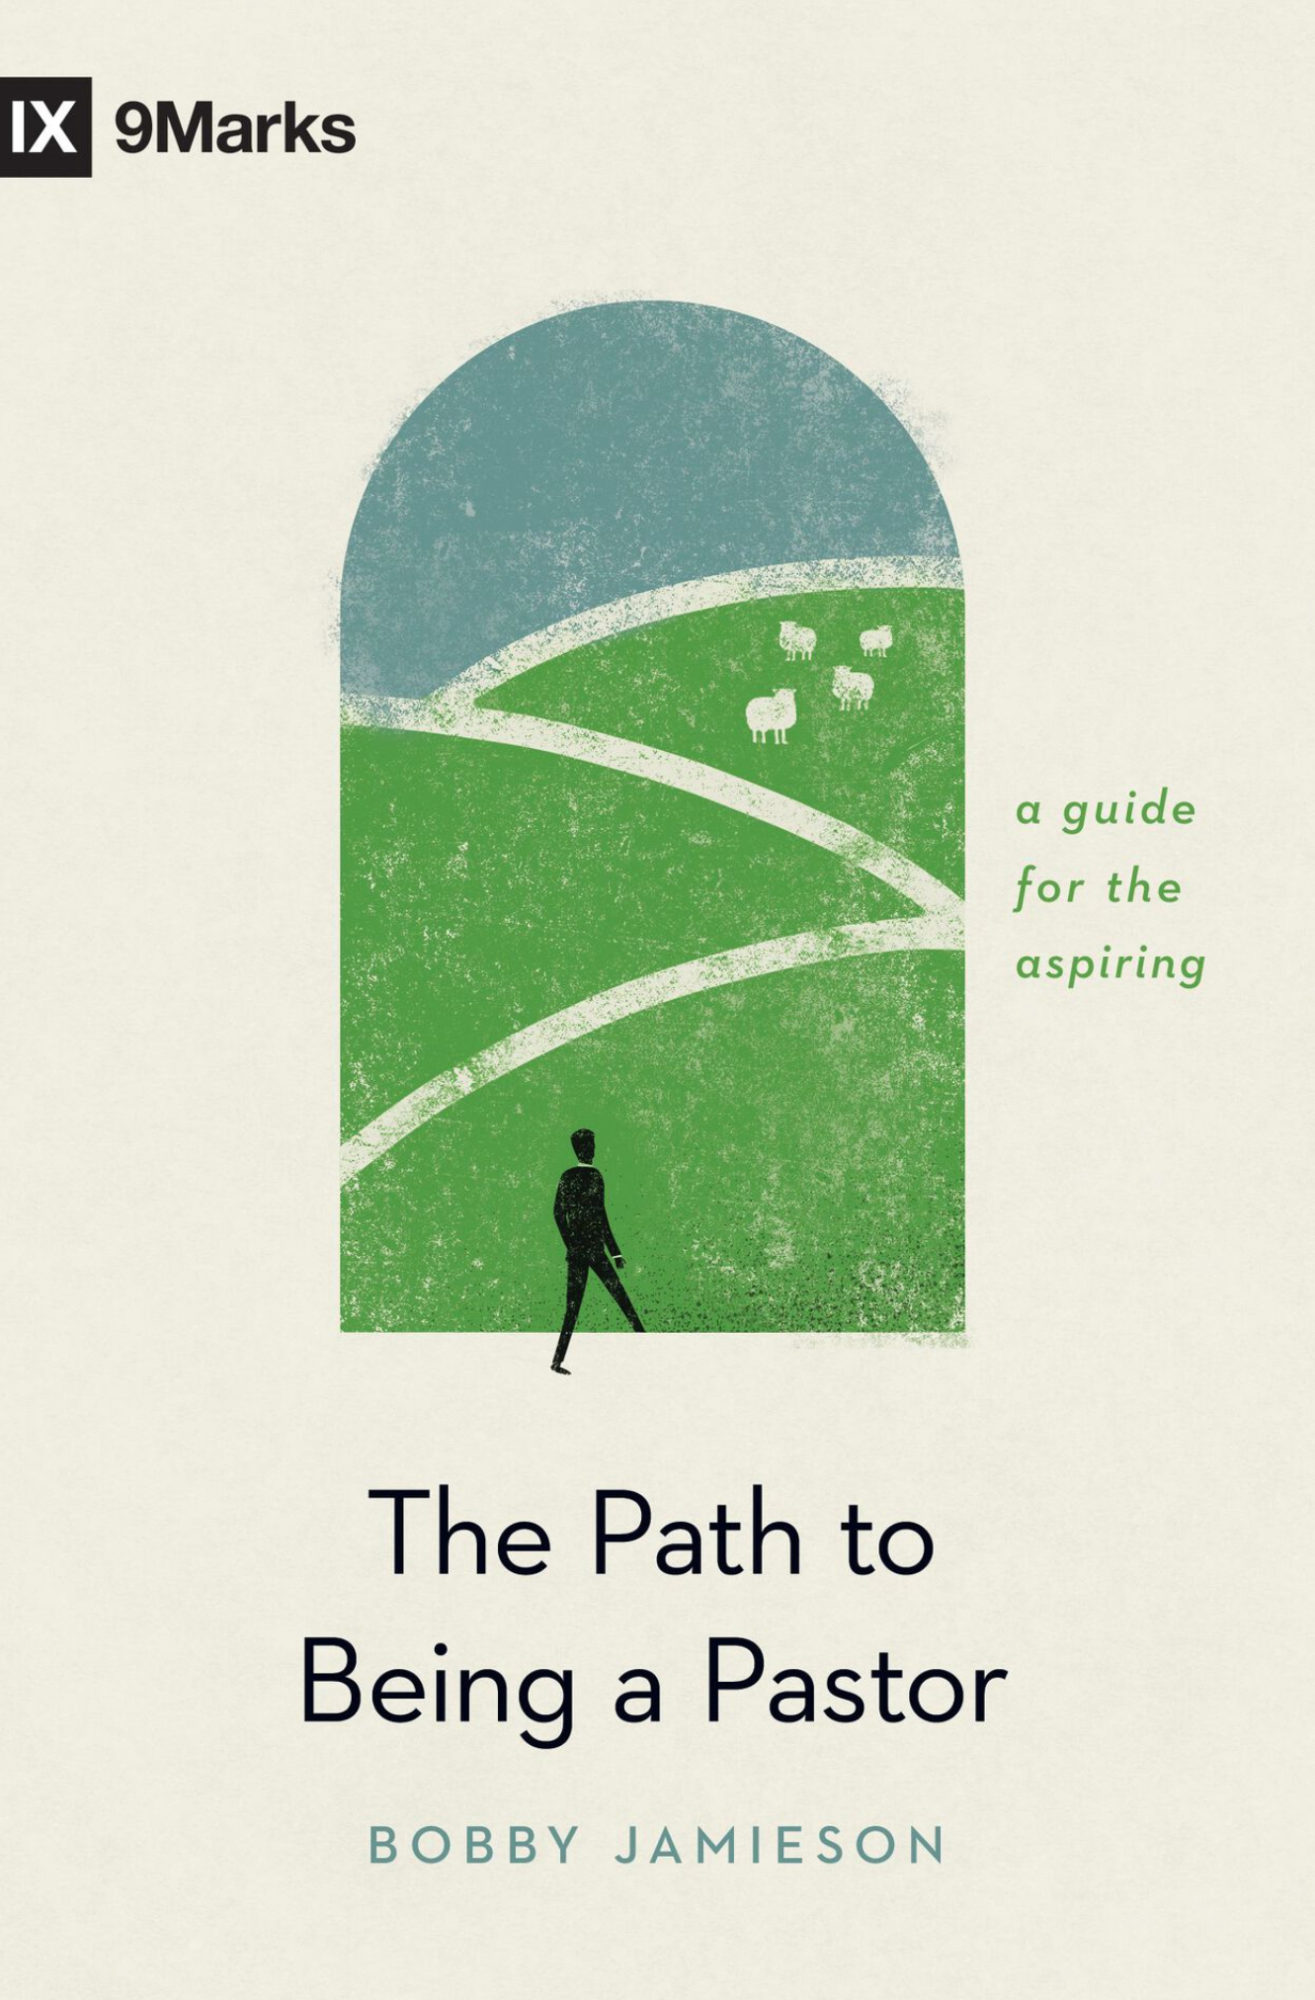 IX 9Marks
a guide
for the
aspiring
The Path to
Being a Pastor
BOBBY JAMIESON